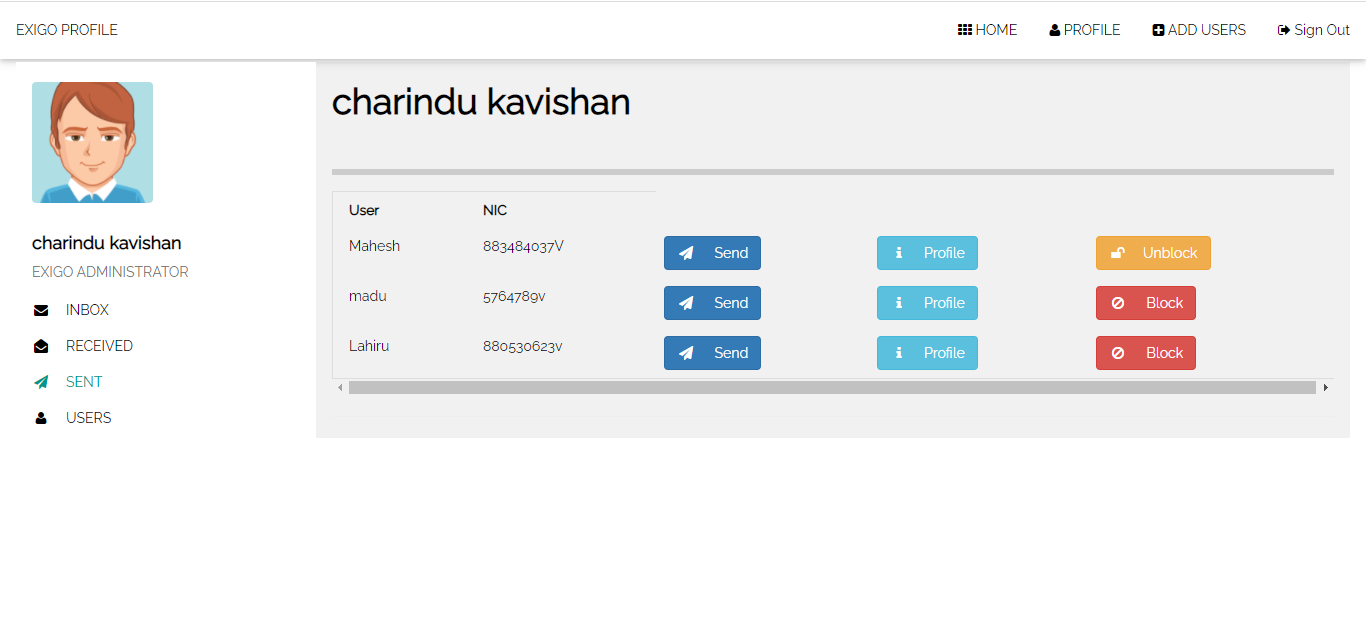 EXIGO PROFILE HOME PROFILE ADD USERS Sign Out
charindu kavishan
EXIGO ADMINISTRATOR
INBOX
RECEIVED
SENT
USERS
charindu kavishan
User NIC
Mahesh 883484037V Send Profile Unblock
madu 5764789v Send Profile Block
Lahiru 880530623v Send Profile Block